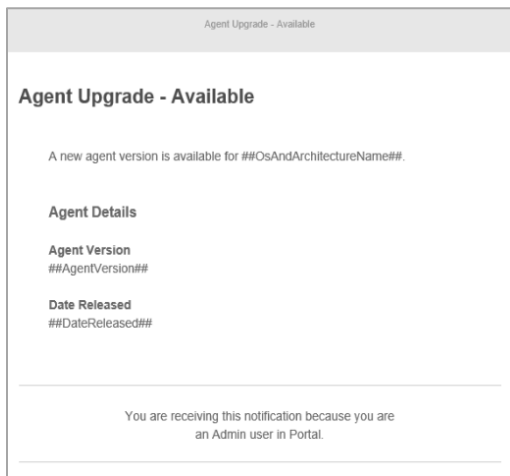 Agent Upgrade - Available
Agent Upgrade - Available
A new agent version is available for ##OsAndArchitectureName##.
Agent Details
Agent Version
##AgentVersion##
Date Released
##DateReleased##
You are receiving this notification because you are
an Admin user in Portal.